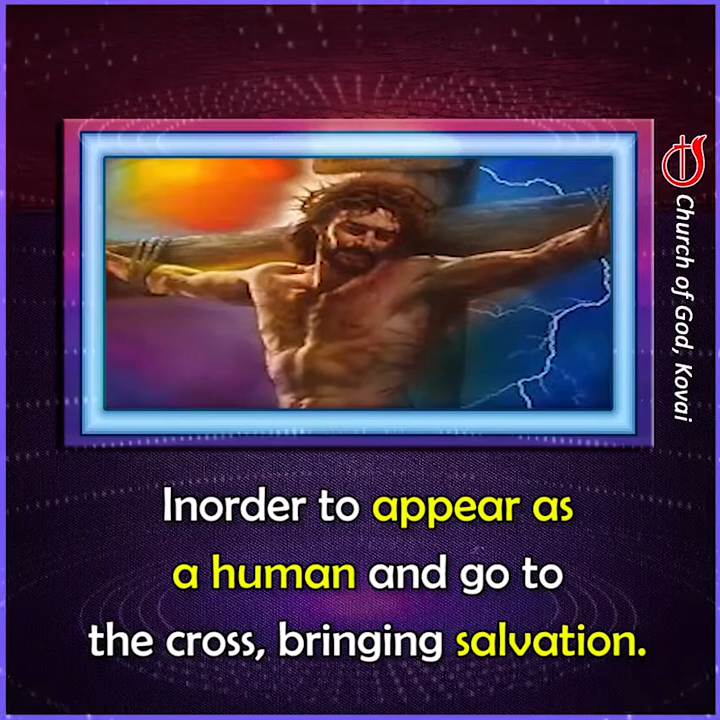 Church of God, Kovai
Inorder to appear as
a human and go to
the cross, bringing salvation.